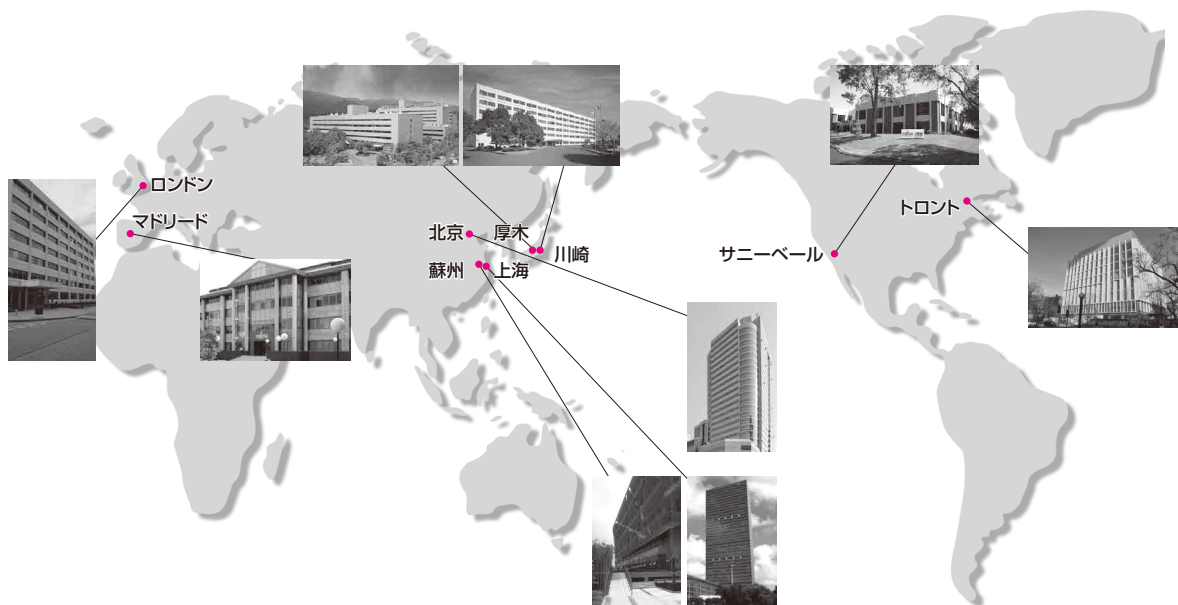 ロンドン
マドリード
北京
厚木
川崎
蘇州
上海
サニーベール
トロント